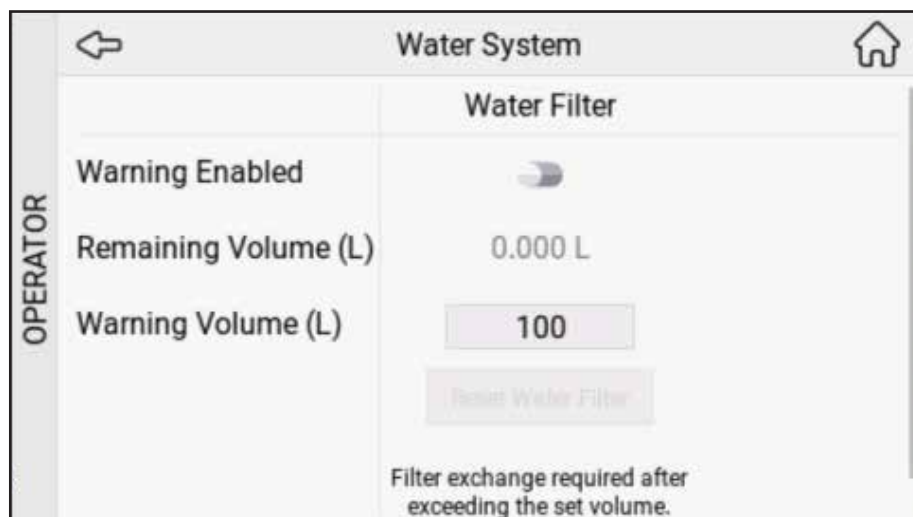 Water System
OPERATOR
Water Filter
Warning Enabled
Remaining Volume (L) 0.000 L
Warning Volume (L) 100
Reset Water Filter
Filter exchange required after
exceeding the set volume.